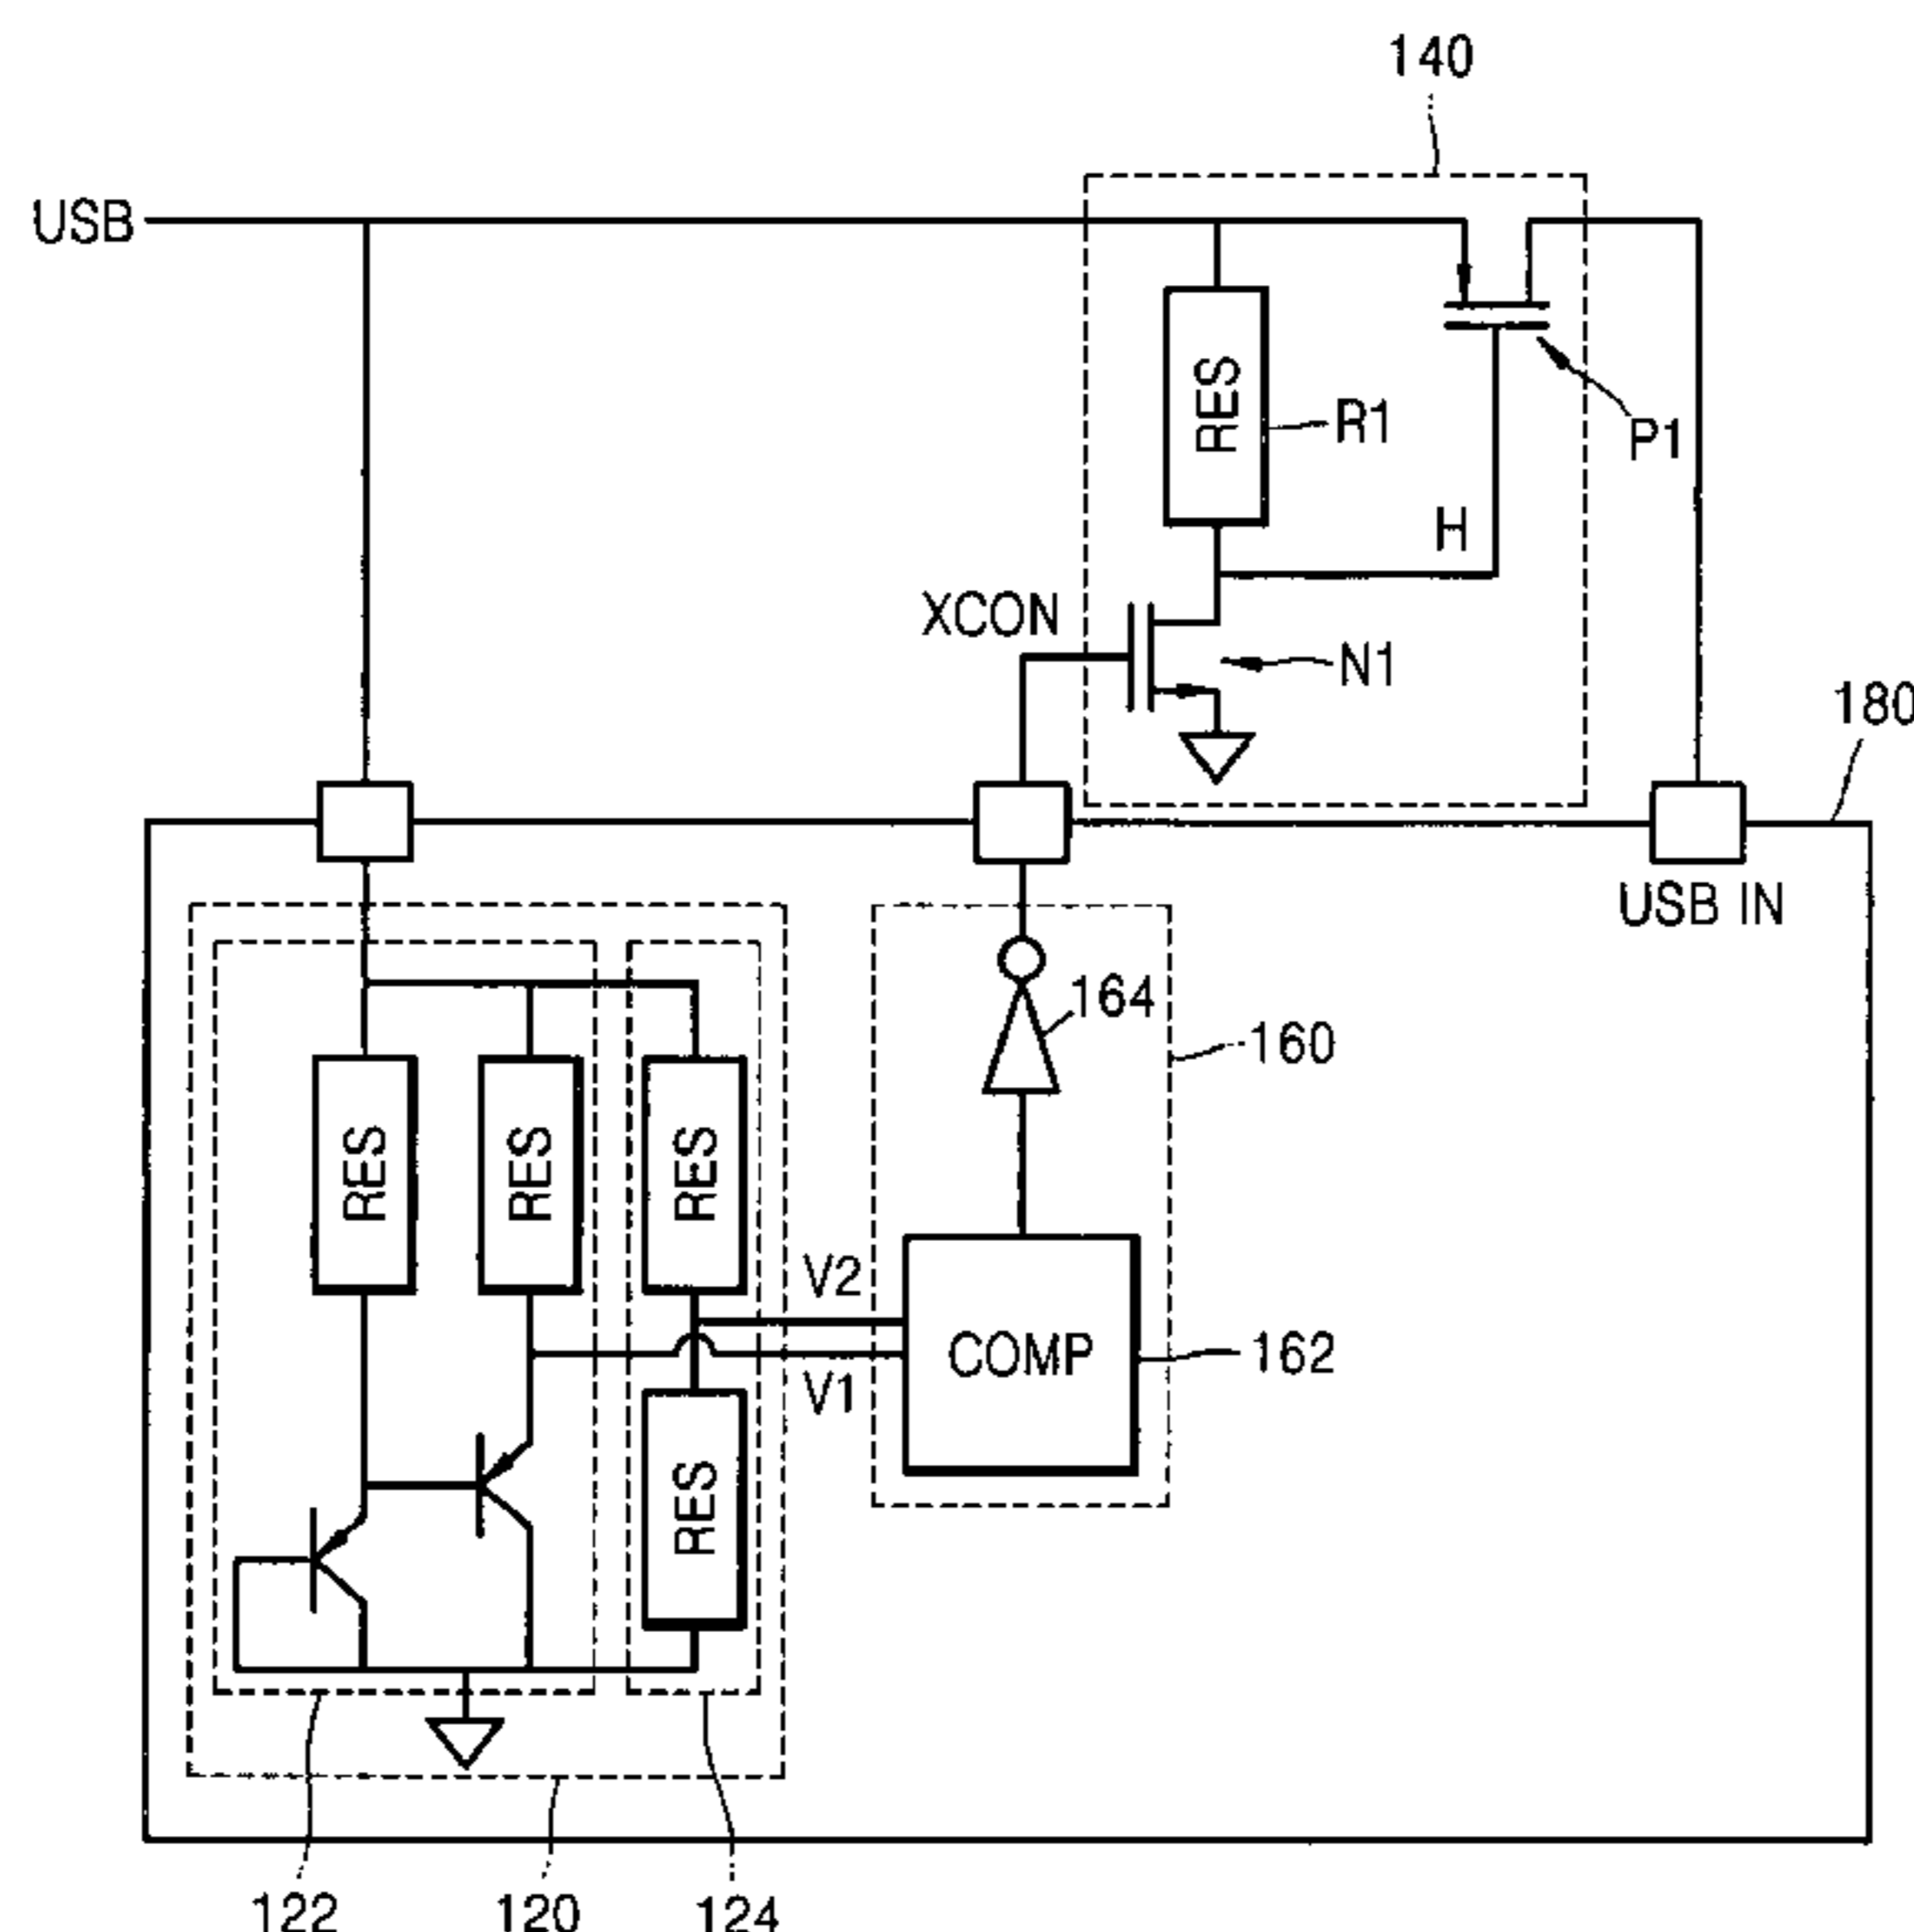 140
USB
RES
R1
P1
H
XCON
N1
180
USB IN
164
160
RES
RES
RES
V2
COMP
162
V1
RES
122
120
124